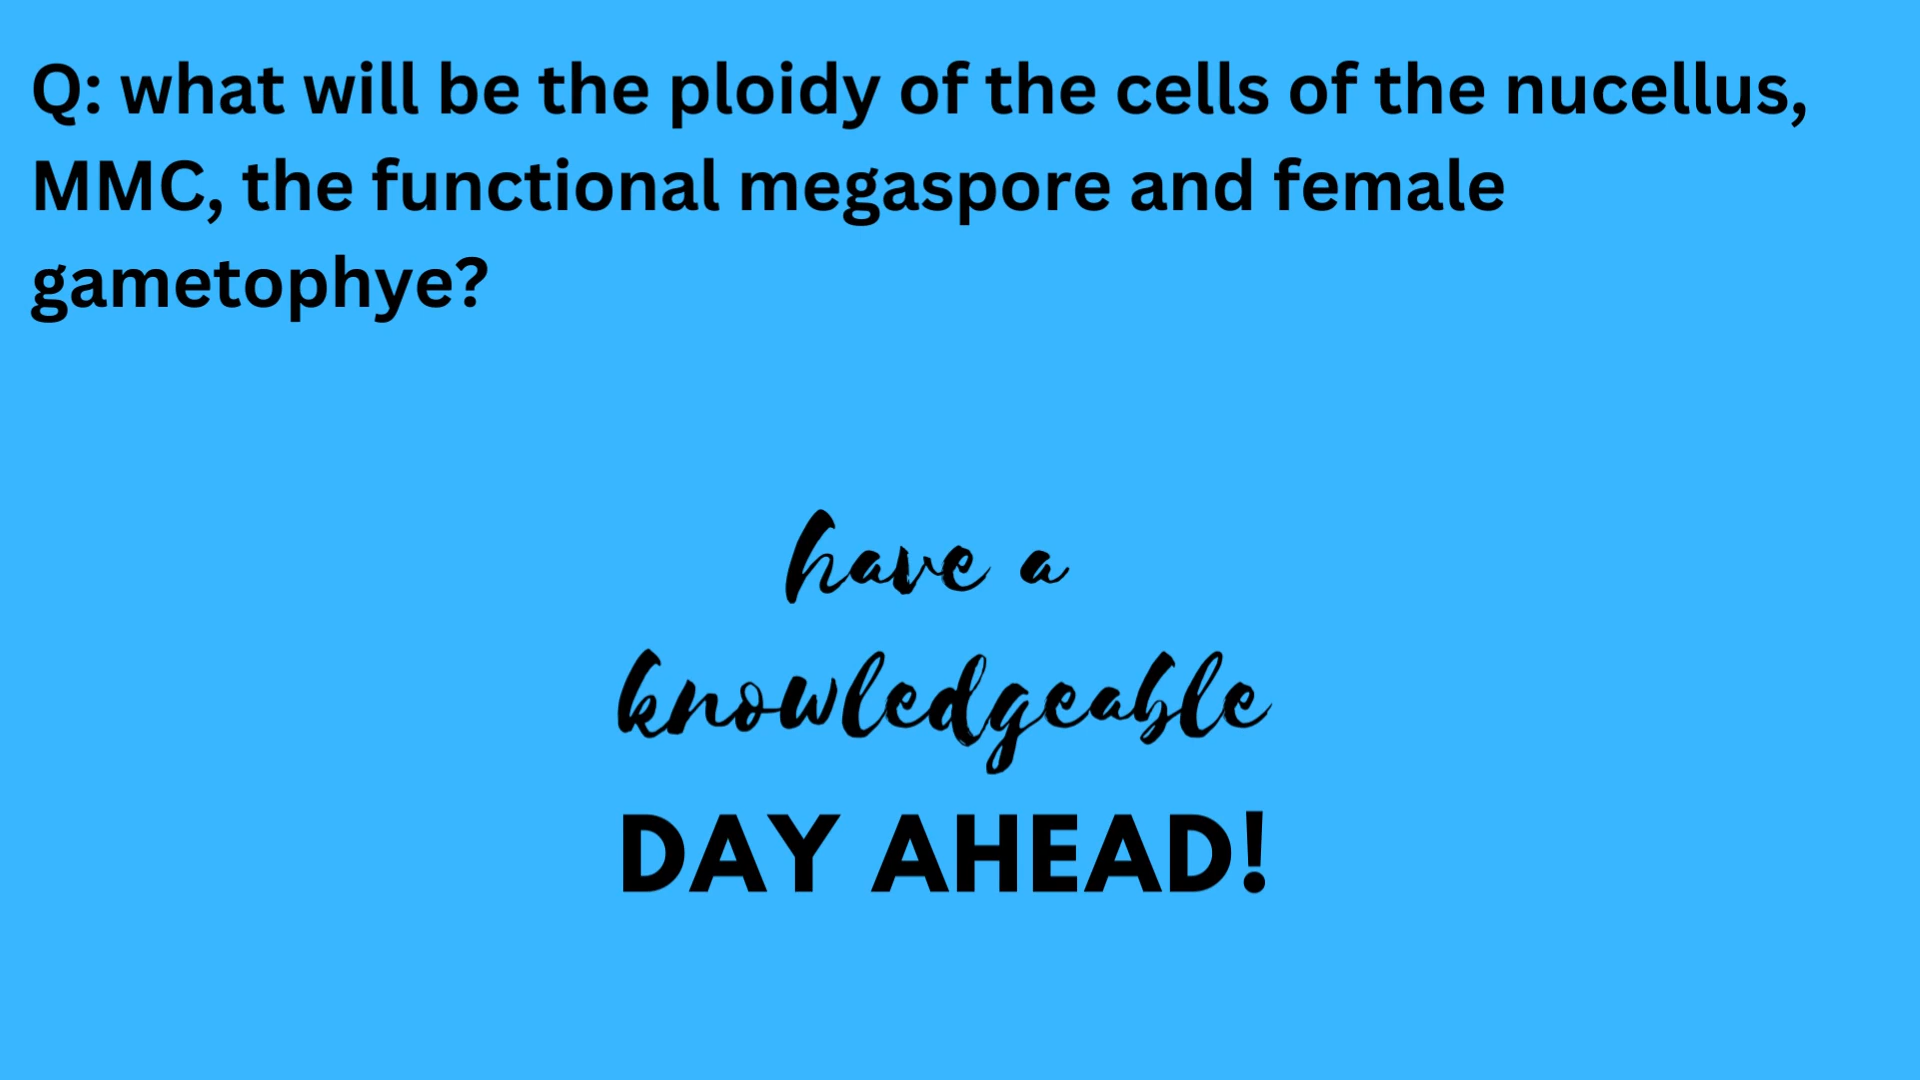 Q: what will be the ploidy of the cells of the nucellus,
MMC, the functional megaspore and female
gametophye?
have a
knowledgeable
DAY AHEAD!